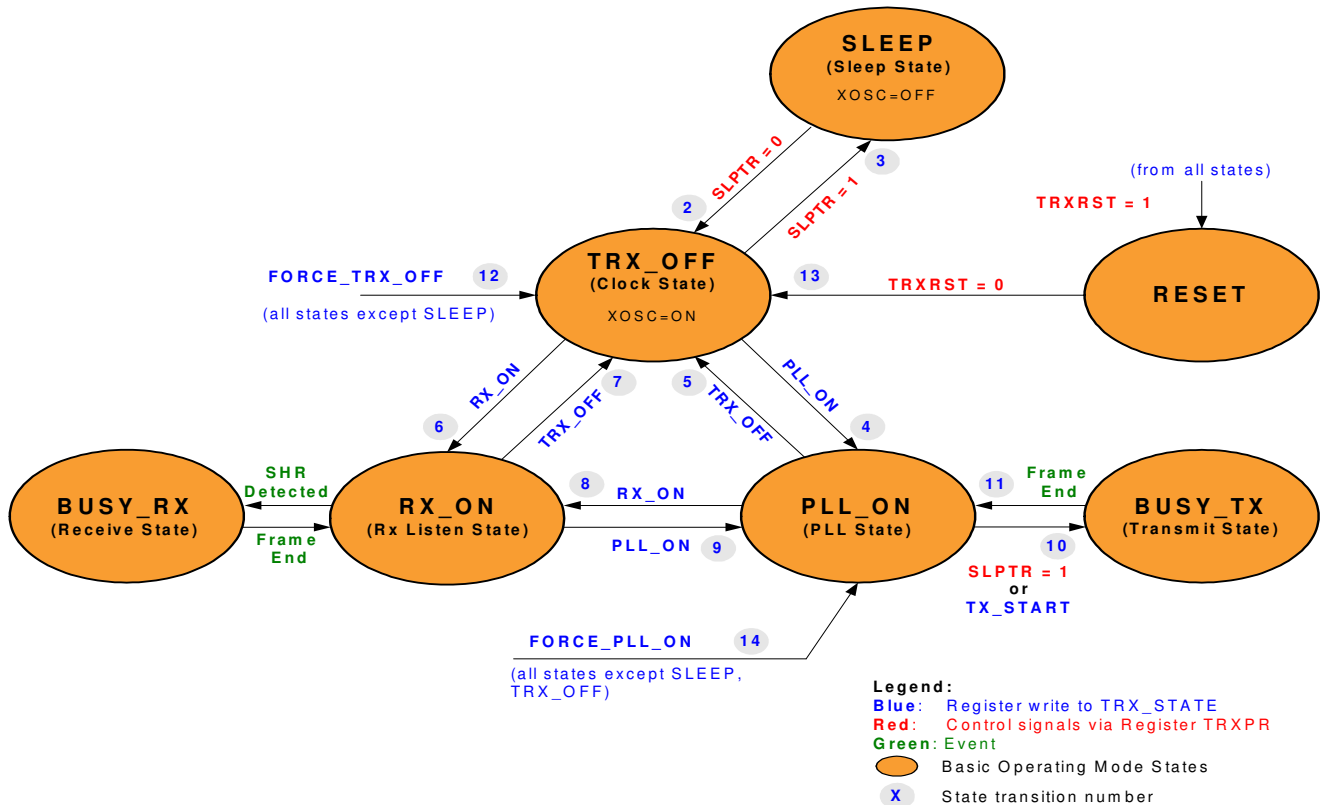 SLEEP
(Sleep State)
XOSC=OFF
SLPTR = 0
3
(from all states)
2
SLPTR = 1
TRXRST = 1
TRX_OFF
(Clock State)
XOSC=ON
FORCE_TRX_OFF 12
(all states except SLEEP)
13
TRXRST = 0
RESET
RX_ON
7
TRX_OFF
6
5
TRX_OFF
PLL_ON
4
SHR
Detected
BUSY_RX
(Receive State)
Frame
End
RX_ON
(Rx Listen State)
8
RX_ON
PLL_ON 9
PLL_ON
(PLL State)
11 Frame
End
10
SLPTR = 1
or
TX_START
BUSY_TX
(Transmit State)
FORCE_PLL_ON 14
(all states except SLEEP,
TRX_OFF)
Legend:
Blue: Register write to TRX_STATE
Red: Control signals via Register TRXPR
Green: Event
Basic Operating Mode States
X State transition number